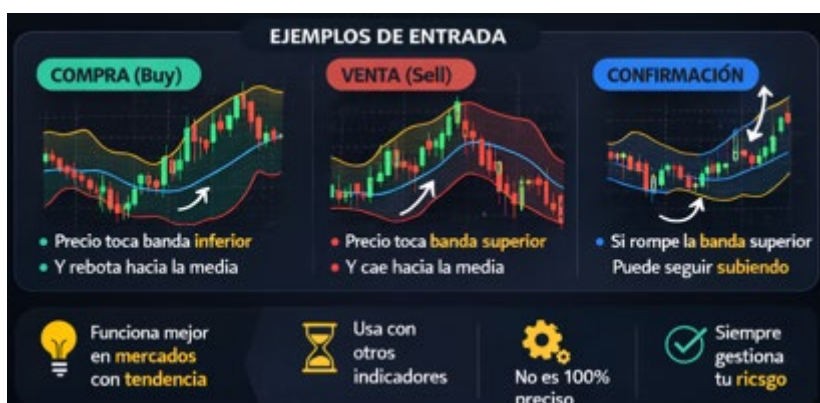 EJEMPLOS DE ENTRADA
COMPRA (Buy)
• Precio toca banda inferior
• Y rebota hacia la media
VENTA (Sell)
• Precio toca banda superior
• Y cae hacia la media
CONFIRMACIÓN
• Si rompe la banda superior
Puede seguir subiendo
Funciona mejor
en mercados
con tendencia
Usa con
otros
indicadores
No es 100%
preciso
Siempre
gestiona
tu ricsgo